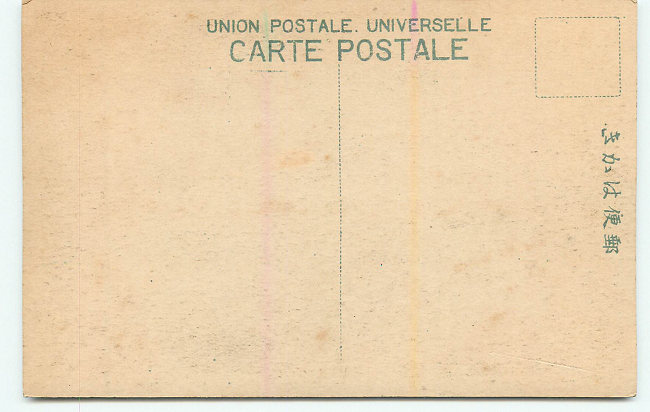 UNION POSTALE. UNIVERSELLE
CARTE POSTALE
郵便はかき